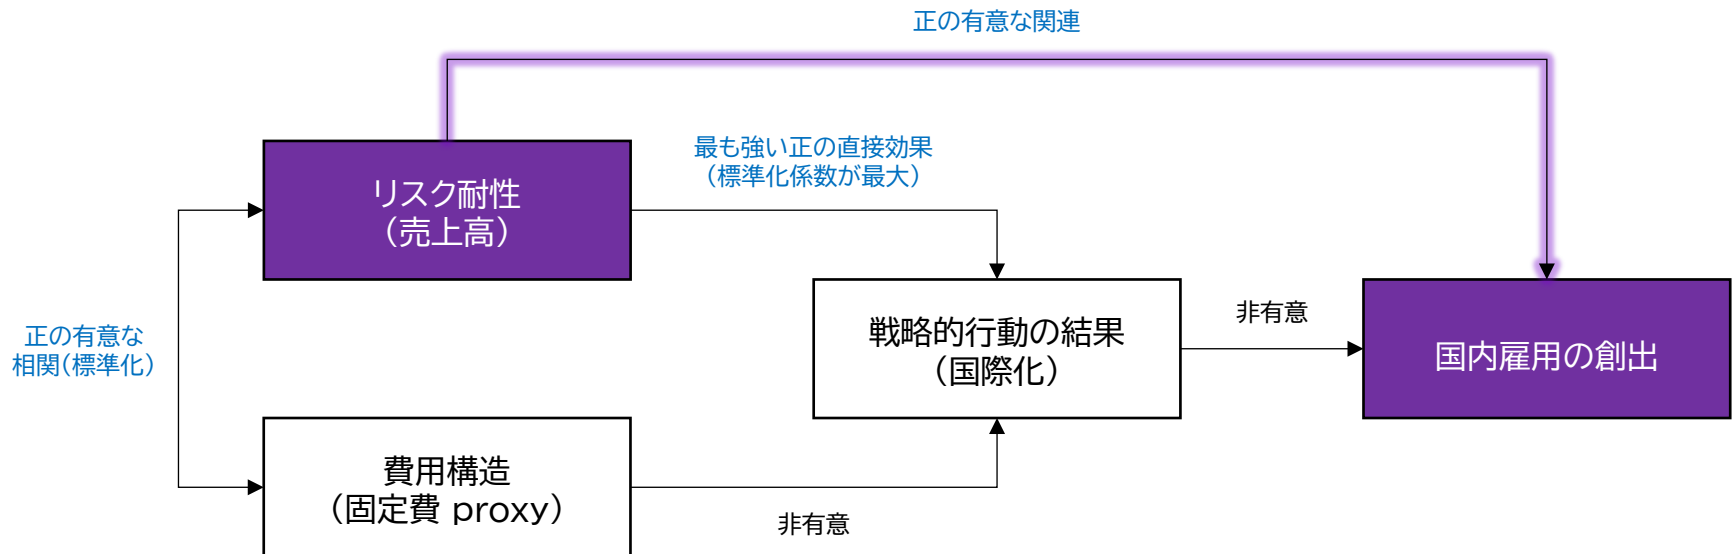 正の有意な関連
最も強い正の直接効果
（標準化係数が最大）
リスク耐性
（売上高）
正の有意な
相関（標準化）
戦略的行動の結果
（国際化）
非有意
国内雇用の創出
費用構造
（固定費 proxy）
非有意